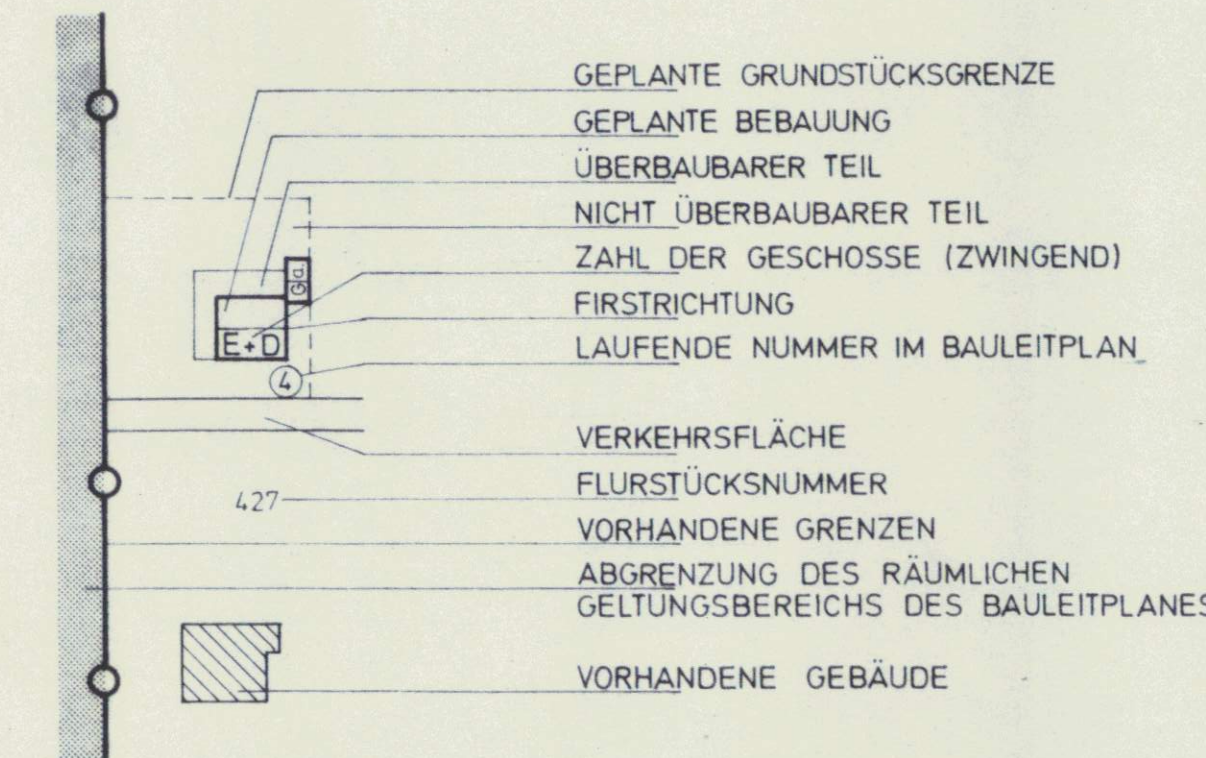 GEPLANTE GRUNDSTÜCKSGRENZE
GEPLANTE BEBAUUNG
ÜBERBAUBARER TEIL
NICHT ÜBERBAUBARER TEIL
ZAHL DER GESCHOSSE (ZWINGEND)
Ga.
FIRSTRICHTUNG
E+D
LAUFENDE NUMMER IM BAULEITPLAN
4
VERKEHRSFLÄCHE
FLURSTÜCKSNUMMER
427
VORHANDENE GRENZEN
ABGRENZUNG DES RÄUMLICHEN
GELTUNGSBEREICHS DES BAULEITPLANES
VORHANDENE GEBÄUDE